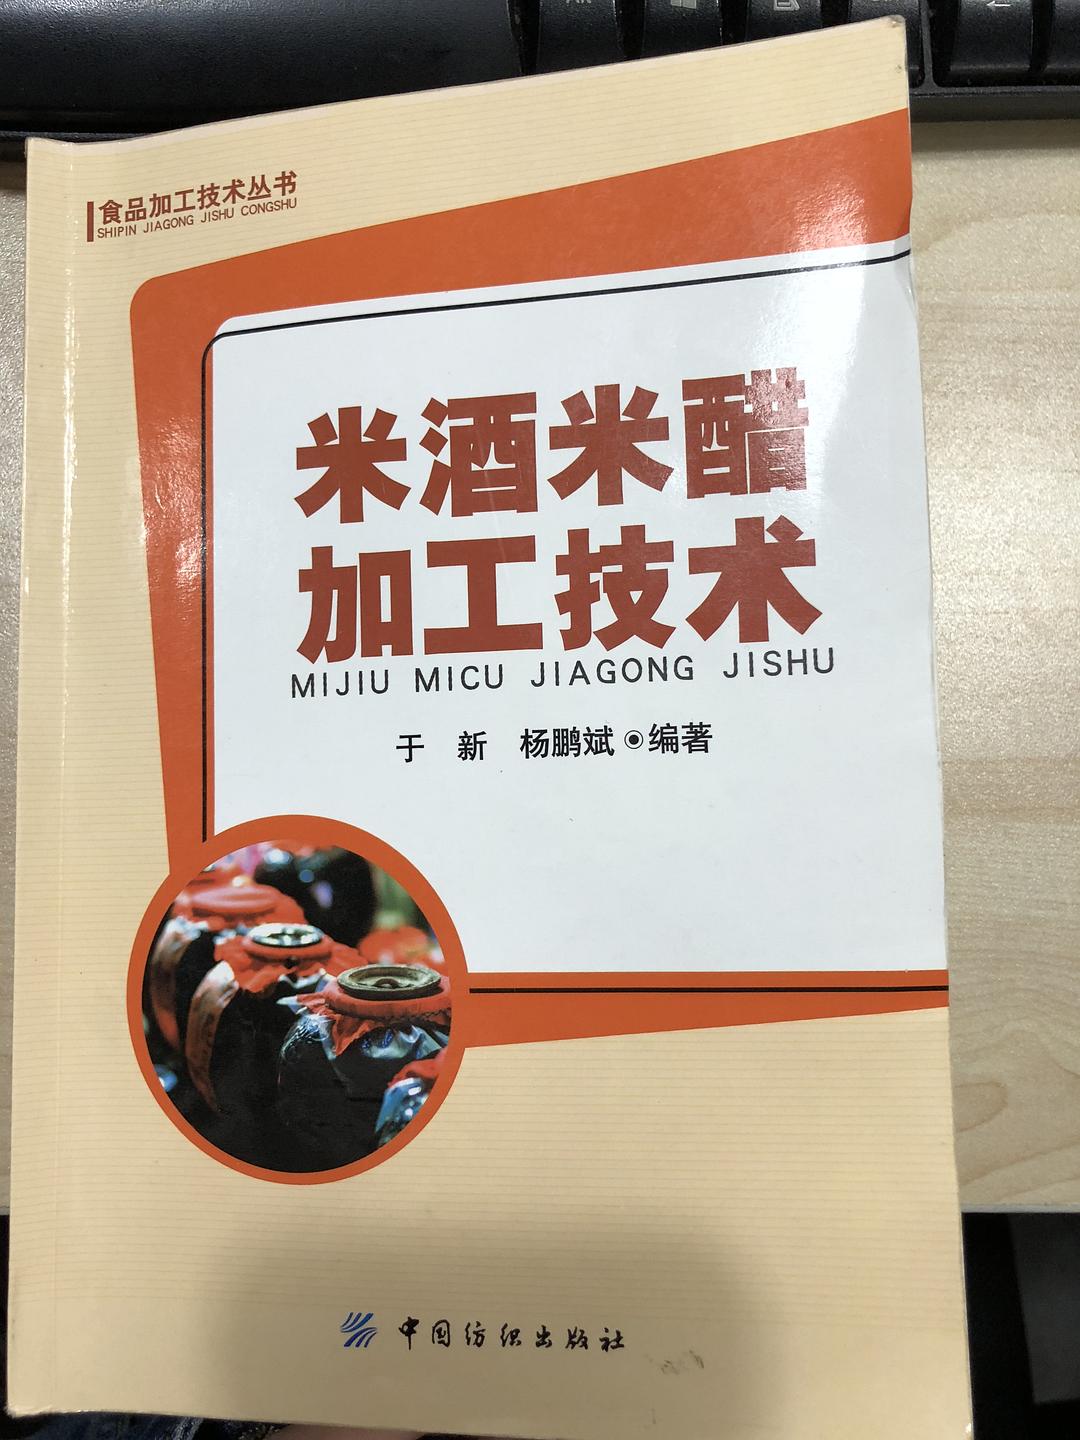 食品加工技术丛书
SHIPIN JIAGONG JISHU CONGSHU
米酒米醋
加工技术
MIJIU MICU JIAGONG JISHU
于 新 杨鹏斌◉编著
中国纺织出版社